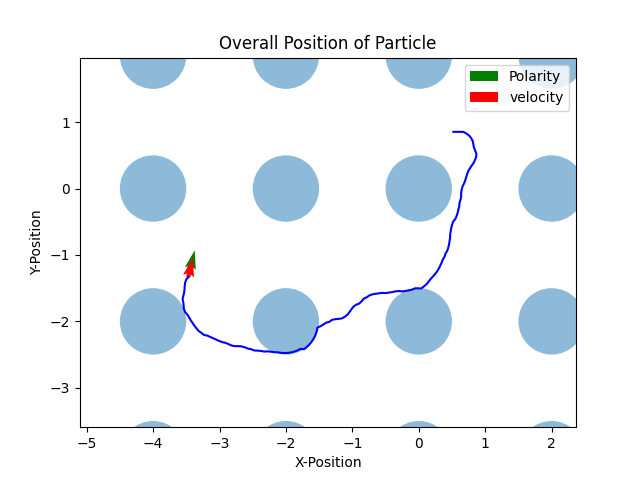 Overall Position of Particle
Polarity
velocity
Y-Position
1
0
−1
−2
−3
−5 −4 −3 −2 −1 0 1 2
X-Position